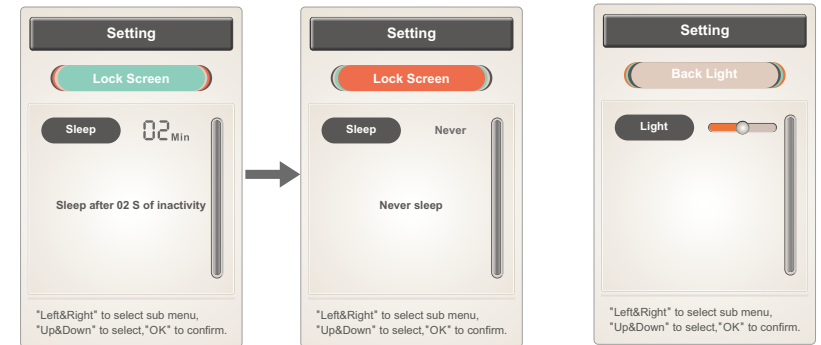 Setting
Lock Screen
Sleep
02 Min
Sleep after 02 S of inactivity
"Left&Right" to select sub menu,
"Up&Down" to select,"OK" to confirm.
Setting
Lock Screen
Sleep
Never
Never sleep
"Left&Right" to select sub menu,
"Up&Down" to select,"OK" to confirm.
Setting
Back Light
Light
"Left&Right" to select sub menu,
"Up&Down" to select,"OK" to confirm.